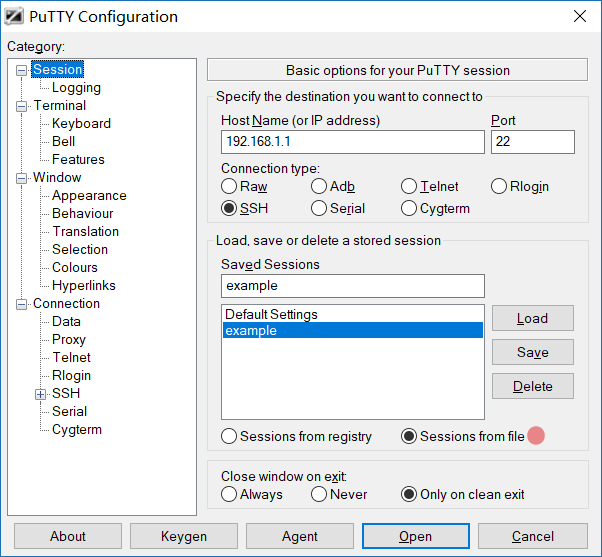 PuTTY Configuration
Category:
Session
Logging
Terminal
Keyboard
Bell
Features
Window
Appearance
Behaviour
Translation
Selection
Colours
Hyperlinks
Connection
Data
Proxy
Telnet
Rlogin
SSH
Serial
Cygterm
Basic options for your PuTTY session
Specify the destination you want to connect to
Host Name (or IP address) Port
192.168.1.1 22
Connection type:
Raw Adb Telnet Rlogin
SSH Serial Cygterm
Load, save or delete a stored session
Saved Sessions
example
Default Settings
example
Load
Save
Delete
Sessions from registry Sessions from file
Close window on exit:
Always Never Only on clean exit
About Keygen Agent Open Cancel